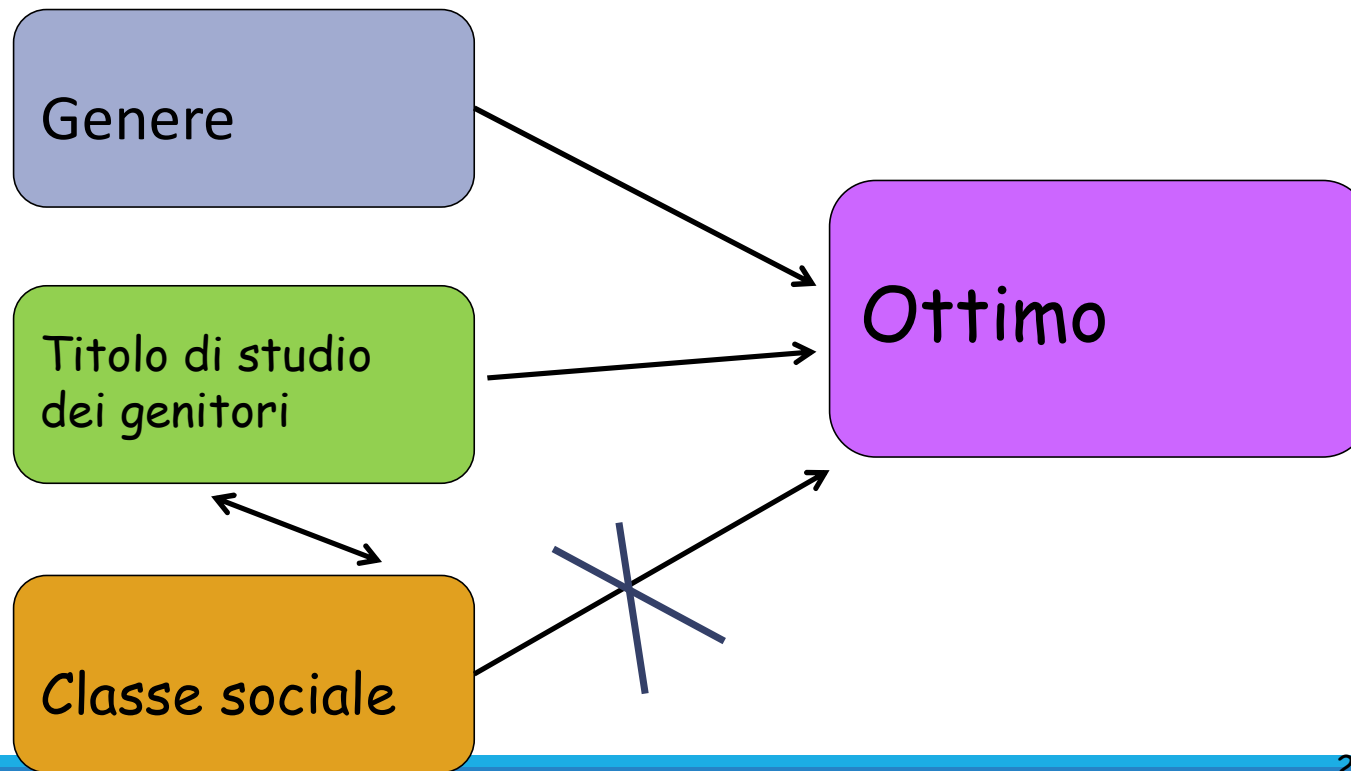 Genere
Titolo di studio
dei genitori
Ottimo
Classe sociale